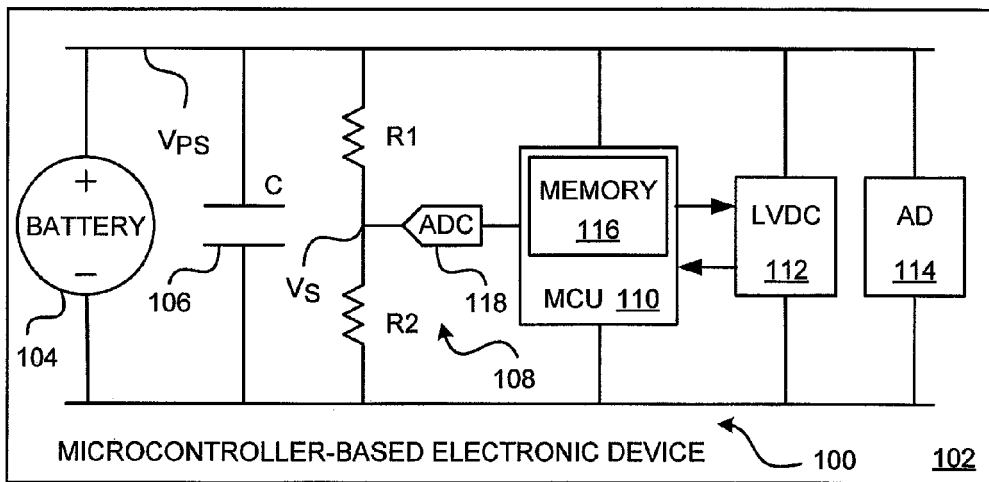 VPS
R1
C
+
BATTERY
−
ADC
MEMORY
116
LVDC
112
AD
114
VS
118
MCU 110
106
R2
104
108
MICROCONTROLLER-BASED ELECTRONIC DEVICE
100
102